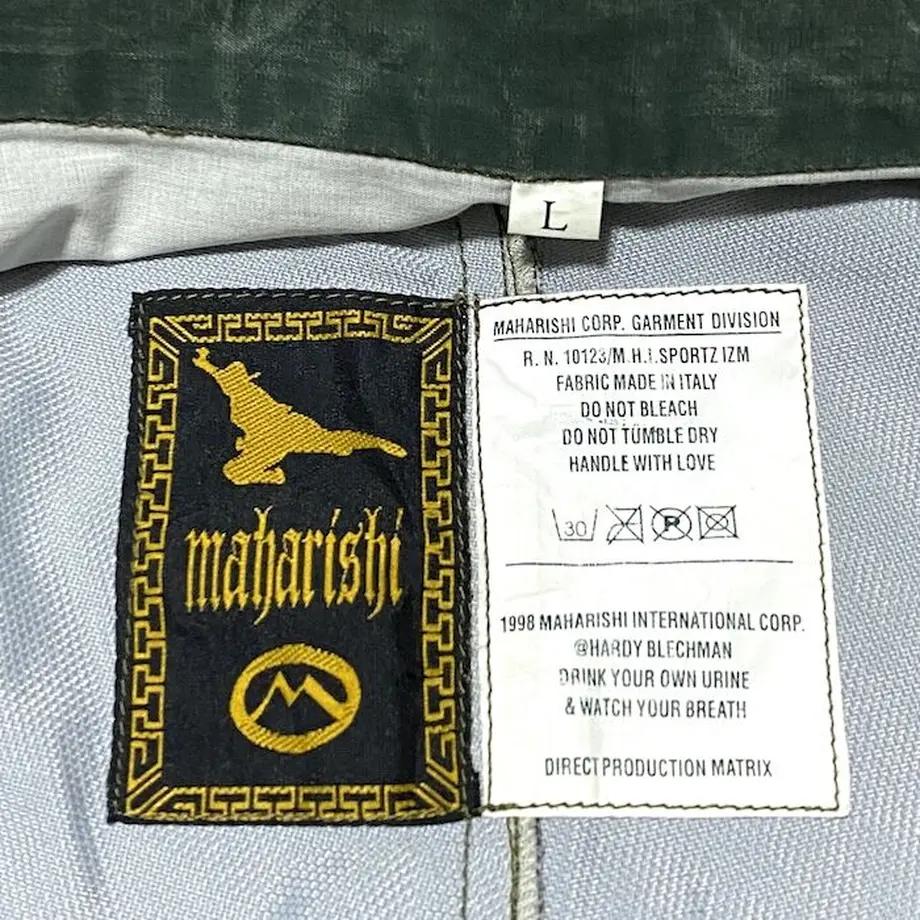 L
maharishi
MAHARISHI CORP. GARMENT DIVISION
R. N. 10123/M.H.I.SPORTZ IZM
FABRIC MADE IN ITALY
DO NOT BLEACH
DO NOT TUMBLE DRY
HANDLE WITH LOVE
30 P
1998 MAHARISHI INTERNATIONAL CORP.
@HARDY BLECHMAN
DRINK YOUR OWN URINE
& WATCH YOUR BREATH
DIRECT PRODUCTION MATRIX